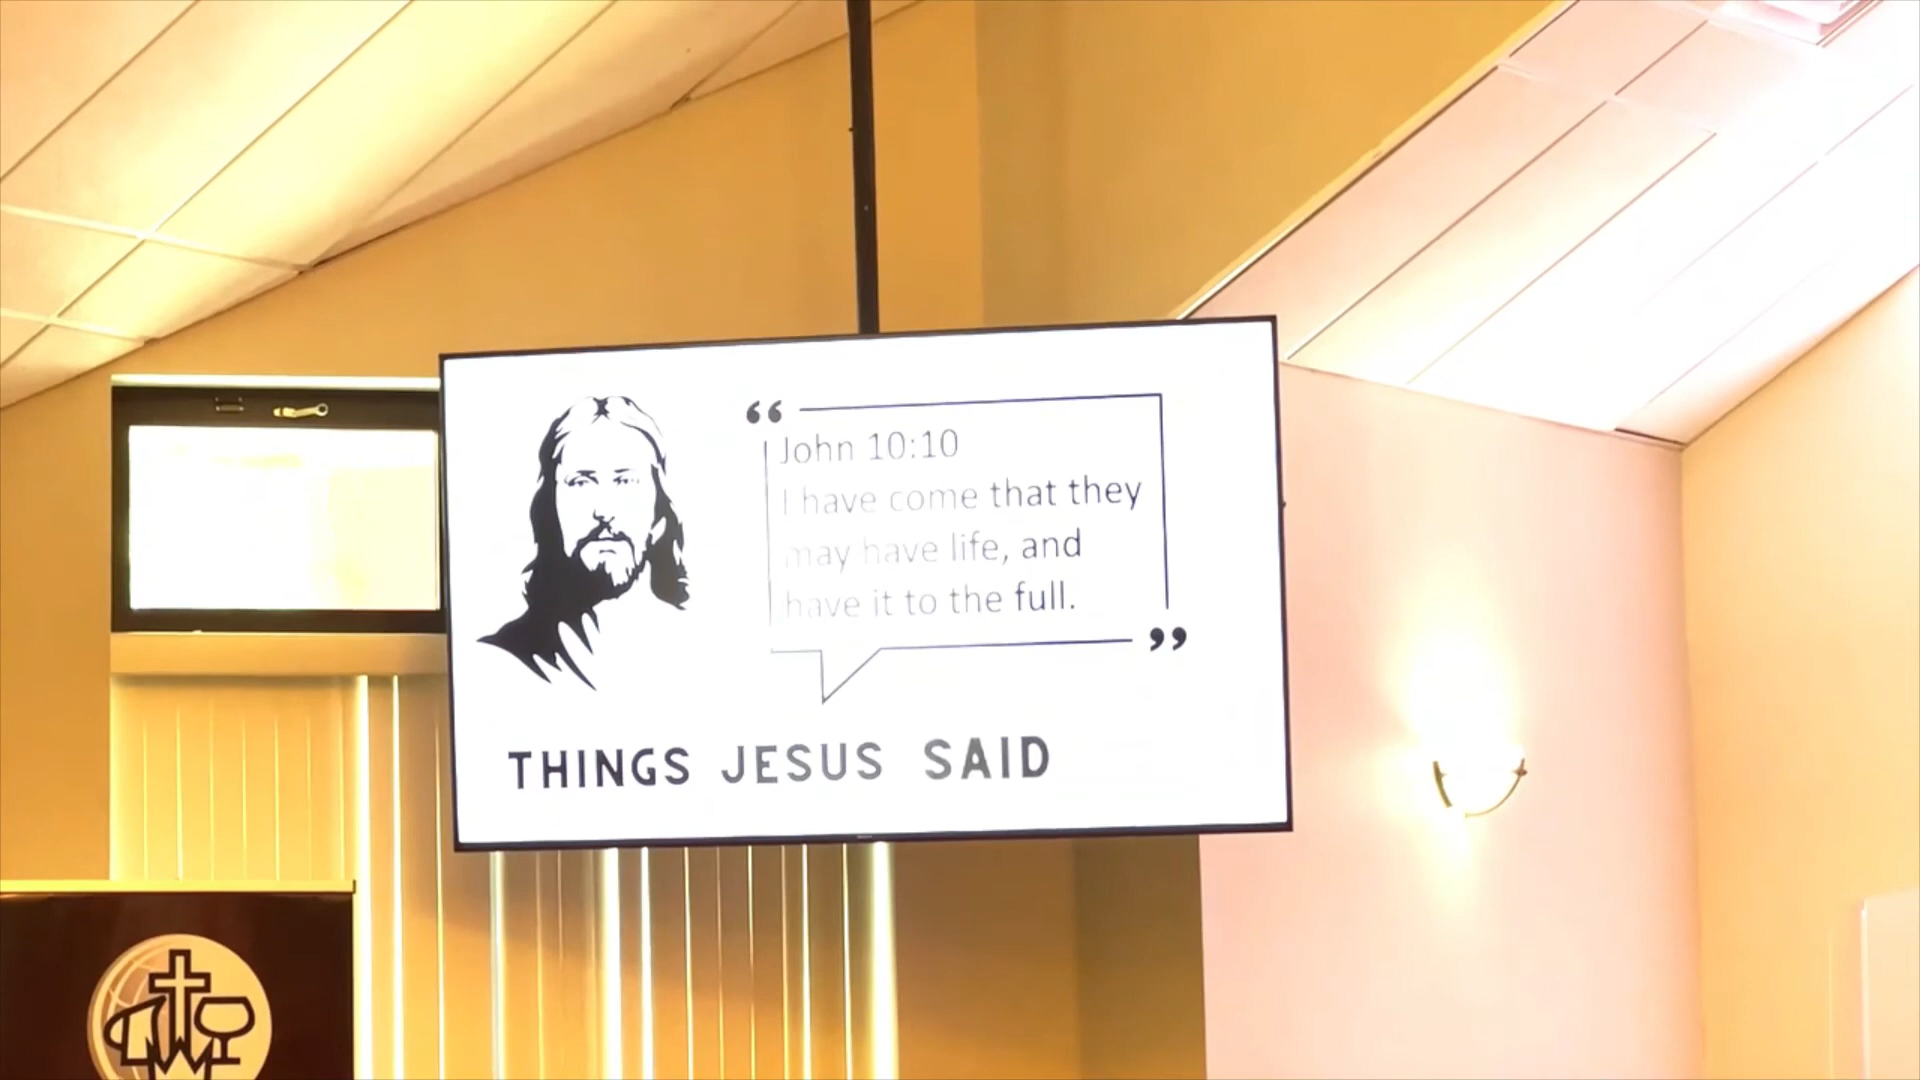 “
John 10:10
I have come that they
may have life, and
have it to the full.
”
THINGS JESUS SAID